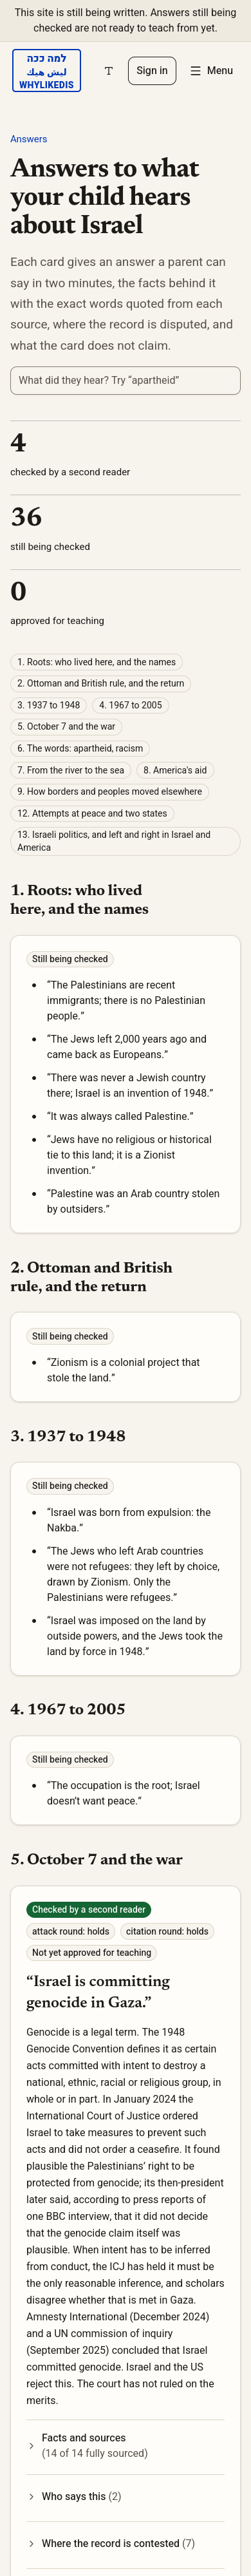 This site is still being written. Answers still being
checked are not ready to teach from yet.
למה ככה
ليش هيك
WHYLIKEDIS
T
Sign in
Menu
Answers
Answers to what
your child hears
about Israel
Each card gives an answer a parent can
say in two minutes, the facts behind it
with the exact words quoted from each
source, where the record is disputed, and
what the card does not claim.
What did they hear? Try “apartheid”
4
checked by a second reader
36
still being checked
0
approved for teaching
1. Roots: who lived here, and the names
2. Ottoman and British rule, and the return
3. 1937 to 1948
4. 1967 to 2005
5. October 7 and the war
6. The words: apartheid, racism
7. From the river to the sea
8. America's aid
9. How borders and peoples moved elsewhere
12. Attempts at peace and two states
13. Israeli politics, and left and right in Israel and
America
1. Roots: who lived
here, and the names
Still being checked
“The Palestinians are recent
immigrants; there is no Palestinian
people.”
“The Jews left 2,000 years ago and
came back as Europeans.”
“There was never a Jewish country
there; Israel is an invention of 1948.”
“It was always called Palestine.”
“Jews have no religious or historical
tie to this land; it is a Zionist
invention.”
“Palestine was an Arab country stolen
by outsiders.”
2. Ottoman and British
rule, and the return
Still being checked
“Zionism is a colonial project that
stole the land.”
3. 1937 to 1948
Still being checked
“Israel was born from expulsion: the
Nakba.”
“The Jews who left Arab countries
were not refugees: they left by choice,
drawn by Zionism. Only the
Palestinians were refugees.”
“Israel was imposed on the land by
outside powers, and the Jews took the
land by force in 1948.”
4. 1967 to 2005
Still being checked
“The occupation is the root; Israel
doesn’t want peace.”
5. October 7 and the war
Checked by a second reader
attack round: holds
citation round: holds
Not yet approved for teaching
“Israel is committing
genocide in Gaza.”
Genocide is a legal term. The 1948
Genocide Convention defines it as certain
acts committed with intent to destroy a
national, ethnic, racial or religious group, in
whole or in part. In January 2024 the
International Court of Justice ordered
Israel to take measures to prevent such
acts and did not order a ceasefire. It found
plausible the Palestinians’ right to be
protected from genocide; its then-president
later said, according to press reports of
one BBC interview, that it did not decide
that the genocide claim itself was
plausible. When intent has to be inferred
from conduct, the ICJ has held it must be
the only reasonable inference, and scholars
disagree whether that is met in Gaza.
Amnesty International (December 2024)
and a UN commission of inquiry
(September 2025) concluded that Israel
committed genocide. Israel and the US
reject this. The court has not ruled on the
merits.
Facts and sources
(14 of 14 fully sourced)
Who says this (2)
Where the record is contested (7)